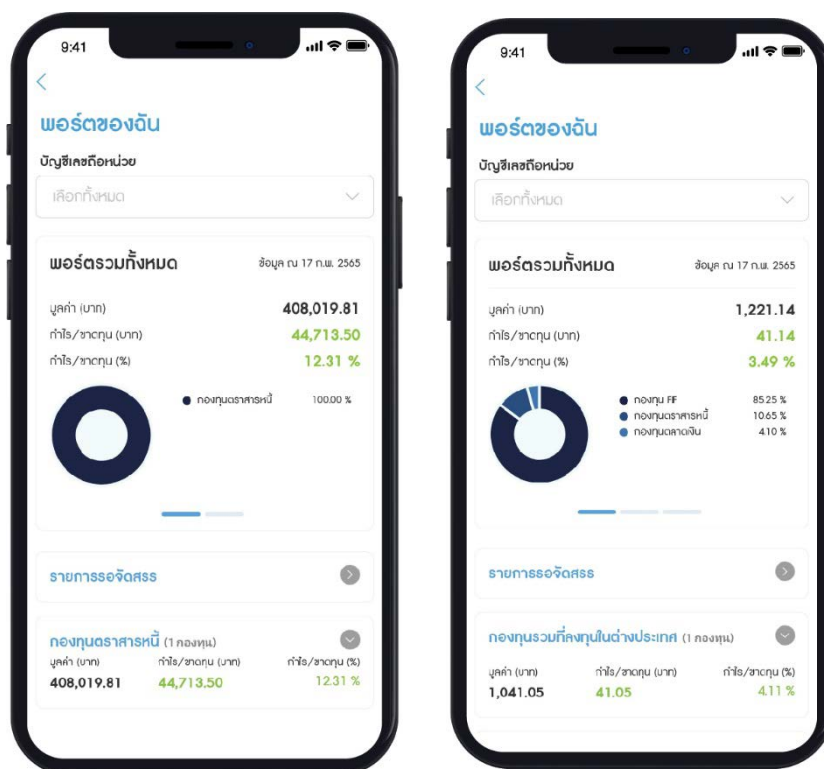 9:41
พอร์ตของฉัน
บัญชีเลขถือหน่วย
เลือกทั้งหมด
พอร์ตรวมทั้งหมด ข้อมูล ณ 17 ก.พ. 2565
มูลค่า (บาท) 408,019.81
กำไร/ขาดทุน (บาท) 44,713.50
กำไร/ขาดทุน (%) 12.31 %
กองทุนตราสารหนี้ 100.00 %
รายการรอจัดสรร
กองทุนตราสารหนี้ (1 กองทุน)
มูลค่า (บาท) กำไร/ขาดทุน (บาท) กำไร/ขาดทุน (%)
408,019.81 44,713.50 12.31 %
9:41
พอร์ตของฉัน
บัญชีเลขถือหน่วย
เลือกทั้งหมด
พอร์ตรวมทั้งหมด ข้อมูล ณ 17 ก.พ. 2565
มูลค่า (บาท) 1,221.14
กำไร/ขาดทุน (บาท) 41.14
กำไร/ขาดทุน (%) 3.49 %
กองทุน FIF 85.25 %
กองทุนตราสารหนี้ 10.65 %
กองทุนตลาดเงิน 4.10 %
รายการรอจัดสรร
กองทุนรวมที่ลงทุนในต่างประเทศ (1 กองทุน)
มูลค่า (บาท) กำไร/ขาดทุน (บาท) กำไร/ขาดทุน (%)
1,041.05 41.05 4.11 %